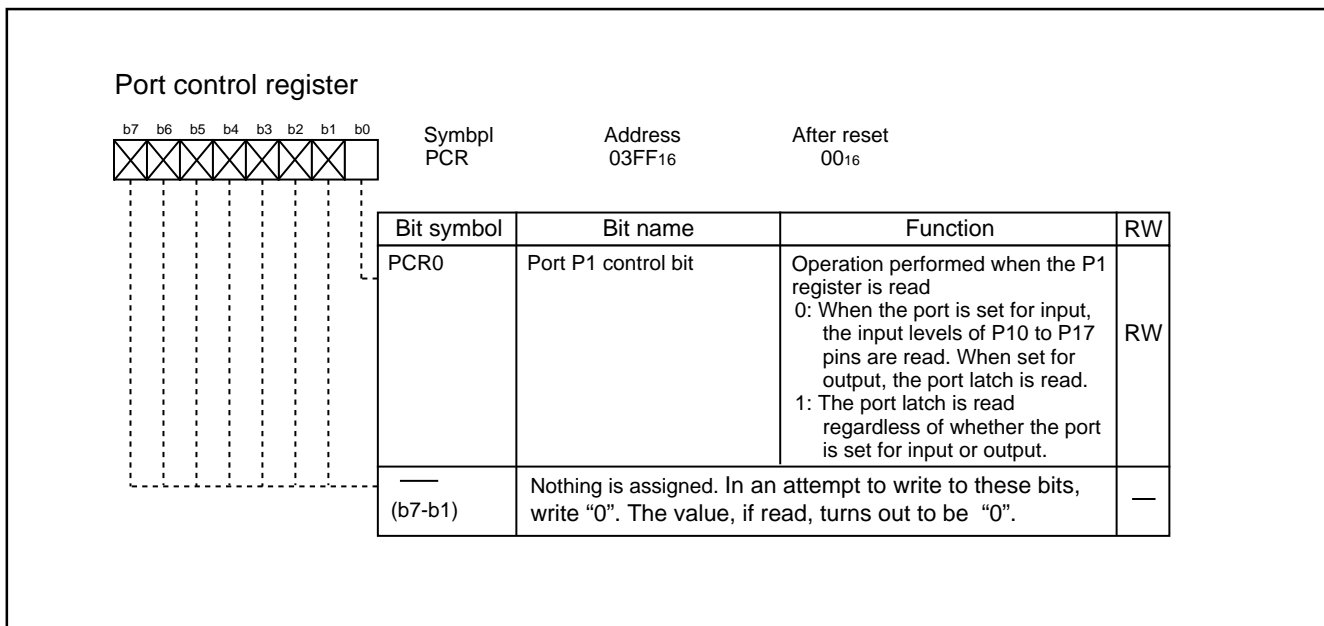 Port control register
b7 b6 b5 b4 b3 b2 b1 b0
Symbpl Address After reset
PCR 03FF16 0016
Bit symbol Bit name Function RW
PCR0 Port P1 control bit Operation performed when the P1
register is read
0: When the port is set for input,
the input levels of P10 to P17
pins are read. When set for
output, the port latch is read.
1: The port latch is read
regardless of whether the port
is set for input or output.
RW
(b7-b1) Nothing is assigned. In an attempt to write to these bits,
write “0”. The value, if read, turns out to be “0”.
—